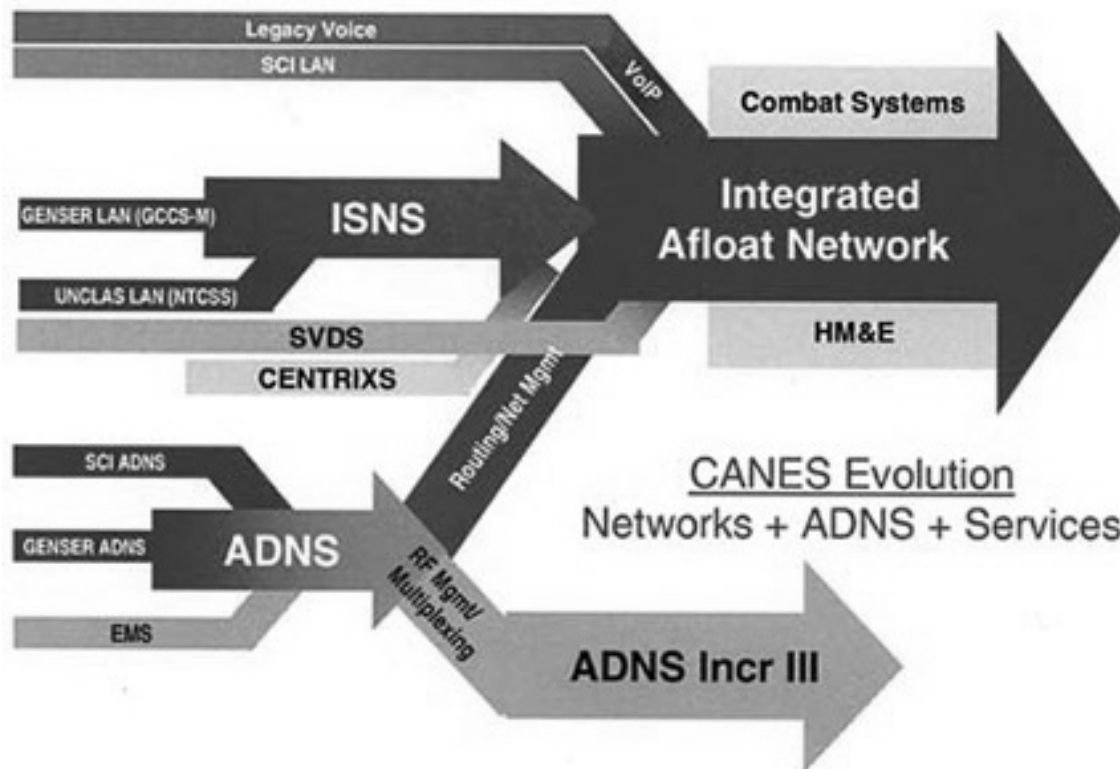 Legacy Voice
SCI LAN
VoIP
Combat Systems
GENSER LAN (GCCS-M)
ISNS
Integrated
Afloat Network
UNCLAS LAN (NTCSS)
SVDS
HM&E
CENTRIXS
Routing/Net Mgmt
SCI ADNS
CANES Evolution
Networks + ADNS + Services
GENSER ADNS
ADNS
RF Mgmt/
Multiplexing
EMS
ADNS Incr III